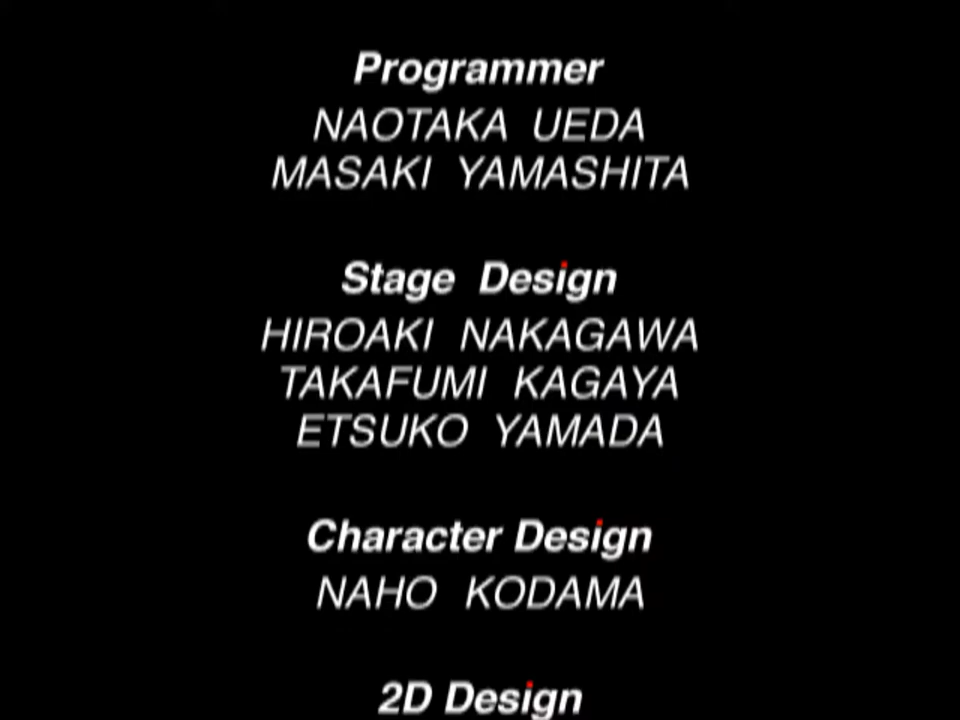 Programmer
NAOTAKA UEDA
MASAKI YAMASHITA
Stage Design
HIROAKI NAKAGAWA
TAKAFUMI KAGAYA
ETSUKO YAMADA
Character Design
NAHO KODAMA
2D Design